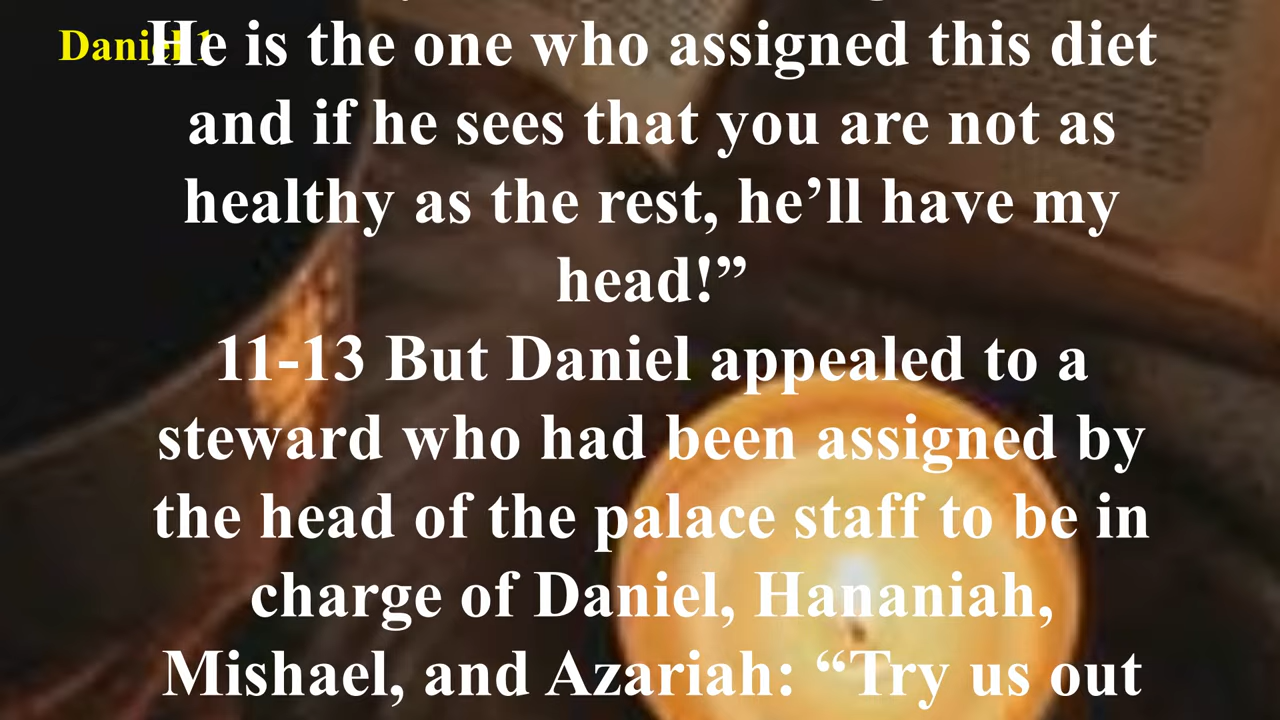 Daniel 1
He is the one who assigned this diet
and if he sees that you are not as
healthy as the rest, he’ll have my
head!”
11-13 But Daniel appealed to a
steward who had been assigned by
the head of the palace staff to be in
charge of Daniel, Hananiah,
Mishael, and Azariah: “Try us out